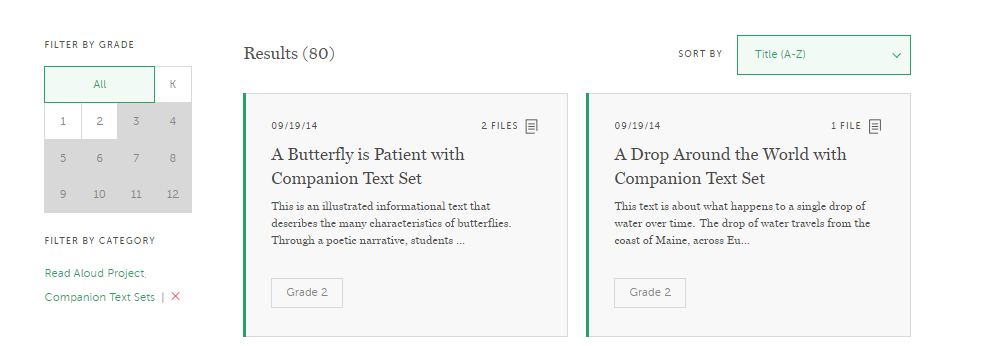 FILTER BY GRADE
All
K
1
2
3
4
5
6
7
8
9
10
11
12
FILTER BY CATEGORY
Read Aloud Project,
Companion Text Sets | ×
Results (80)
SORT BY
Title (A-Z)
09/19/14
2 FILES
A Butterfly is Patient with
Companion Text Set
This is an illustrated informational text that
describes the many characteristics of butterflies.
Through a poetic narrative, students ...
Grade 2
09/19/14
1 FILE
A Drop Around the World with
Companion Text Set
This text is about what happens to a single drop of
water over time. The drop of water travels from the
coast of Maine, across Eu...
Grade 2